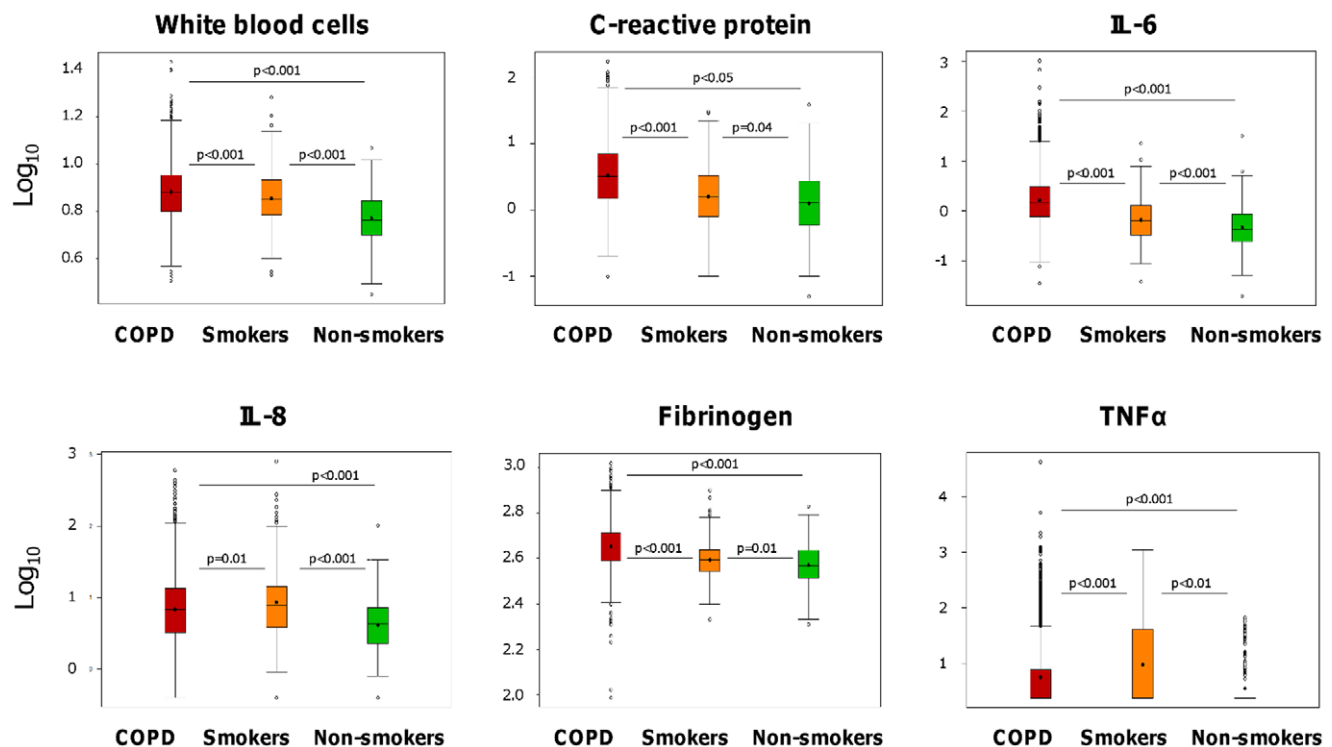 White blood cells
C-reactive protein
IL-6
Log10
1.4
1.2
1.0
0.8
0.6
p<0.001
p<0.001
p<0.001
COPD Smokers Non-smokers
2
1
0
-1
p<0.05
p<0.001
p=0.04
COPD Smokers Non-smokers
3
2
1
0
-1
p<0.001
p<0.001
p<0.001
COPD Smokers Non-smokers
IL-8
Fibrinogen
TNFα
Log10
3
2
1
0
3
2
1
0
p<0.001
p=0.01
p<0.001
COPD Smokers Non-smokers
3.0
2.8
2.6
2.4
2.2
2.0
p<0.001
p<0.001
p=0.01
COPD Smokers Non-smokers
4
3
2
1
p<0.001
p<0.001
p<0.01
COPD Smokers Non-smokers